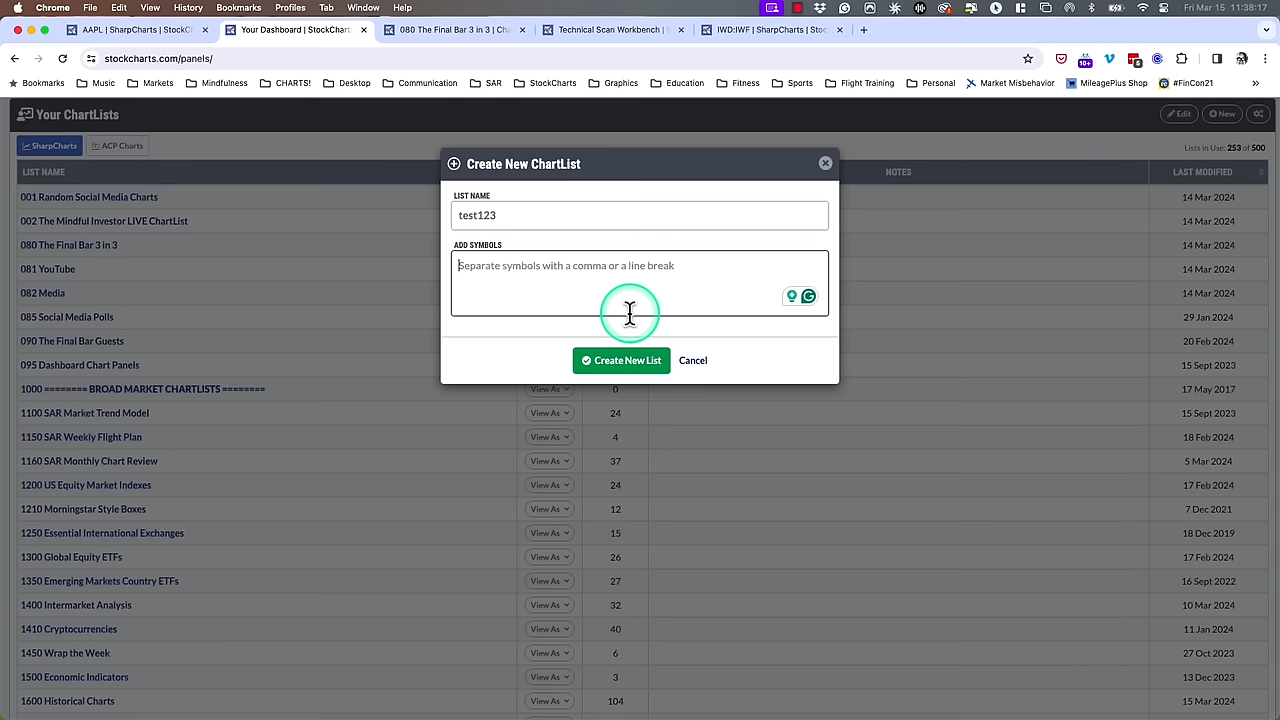 Chrome File Edit View History Bookmarks Profiles Tab Window Help Fri Mar 15 11:38:17
AAPL | SharpCharts | StockCh
Your Dashboard | StockChart
080 The Final Bar 3 in 3 | Ch
Technical Scan Workbench |
IWD:IWF | SharpCharts | Stoc
stockcharts.com/panels/
10+
Bookmarks Music Markets Mindfulness CHARTS! Desktop Communication SAR StockCharts Graphics Education Fitness Sports Flight Training Personal Market Misbehavior MileagePlus Shop #FinCon21
Your ChartLists
Edit New
SharpCharts ACP Charts Lists in Use: 253 of 500
LIST NAME NOTES LAST MODIFIED
Create New ChartList
LIST NAME
test123
ADD SYMBOLS
Separate symbols with a comma or a line break
Create New List Cancel
001 Random Social Media Charts 14 Mar 2024
002 The Mindful Investor LIVE ChartList 14 Mar 2024
080 The Final Bar 3 in 3 14 Mar 2024
081 YouTube 14 Mar 2024
082 Media 14 Mar 2024
085 Social Media Polls 29 Jan 2024
090 The Final Bar Guests 20 Feb 2024
095 Dashboard Chart Panels 15 Sept 2023
1000 ======== BROAD MARKET CHARTLISTS ======== View As 0 17 May 2017
1100 SAR Market Trend Model View As 24 15 Sept 2023
1150 SAR Weekly Flight Plan View As 4 18 Feb 2024
1160 SAR Monthly Chart Review View As 37 5 Mar 2024
1200 US Equity Market Indexes View As 24 17 Feb 2024
1210 Morningstar Style Boxes View As 12 7 Dec 2021
1250 Essential International Exchanges View As 15 18 Dec 2019
1300 Global Equity ETFs View As 26 17 Feb 2024
1350 Emerging Markets Country ETFs View As 27 16 Sept 2022
1400 Intermarket Analysis View As 32 10 Mar 2024
1410 Cryptocurrencies View As 40 11 Jan 2024
1450 Wrap the Week View As 6 27 Oct 2023
1500 Economic Indicators View As 3 13 Dec 2023
1600 Historical Charts View As 104 15 Mar 2024